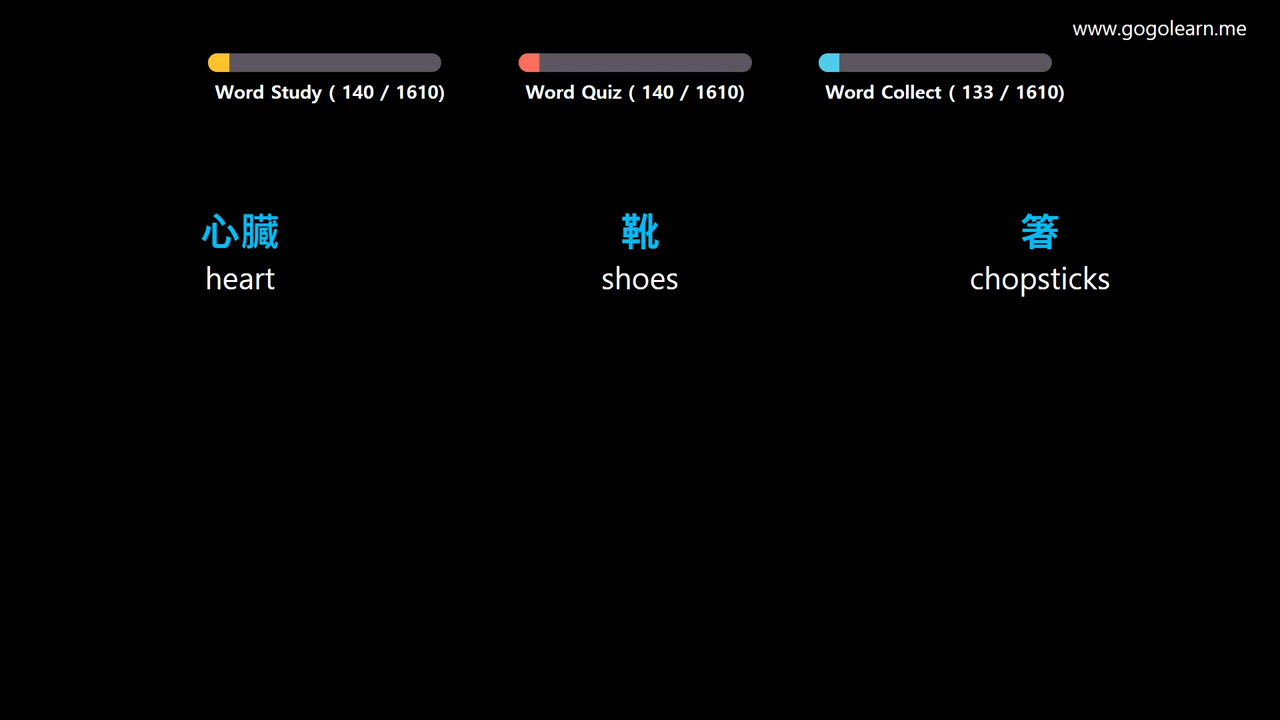 www.gogolearn.me
Word Study ( 140 / 1610)
Word Quiz ( 140 / 1610)
Word Collect ( 133 / 1610)
心臓
heart
靴
shoes
箸
chopsticks